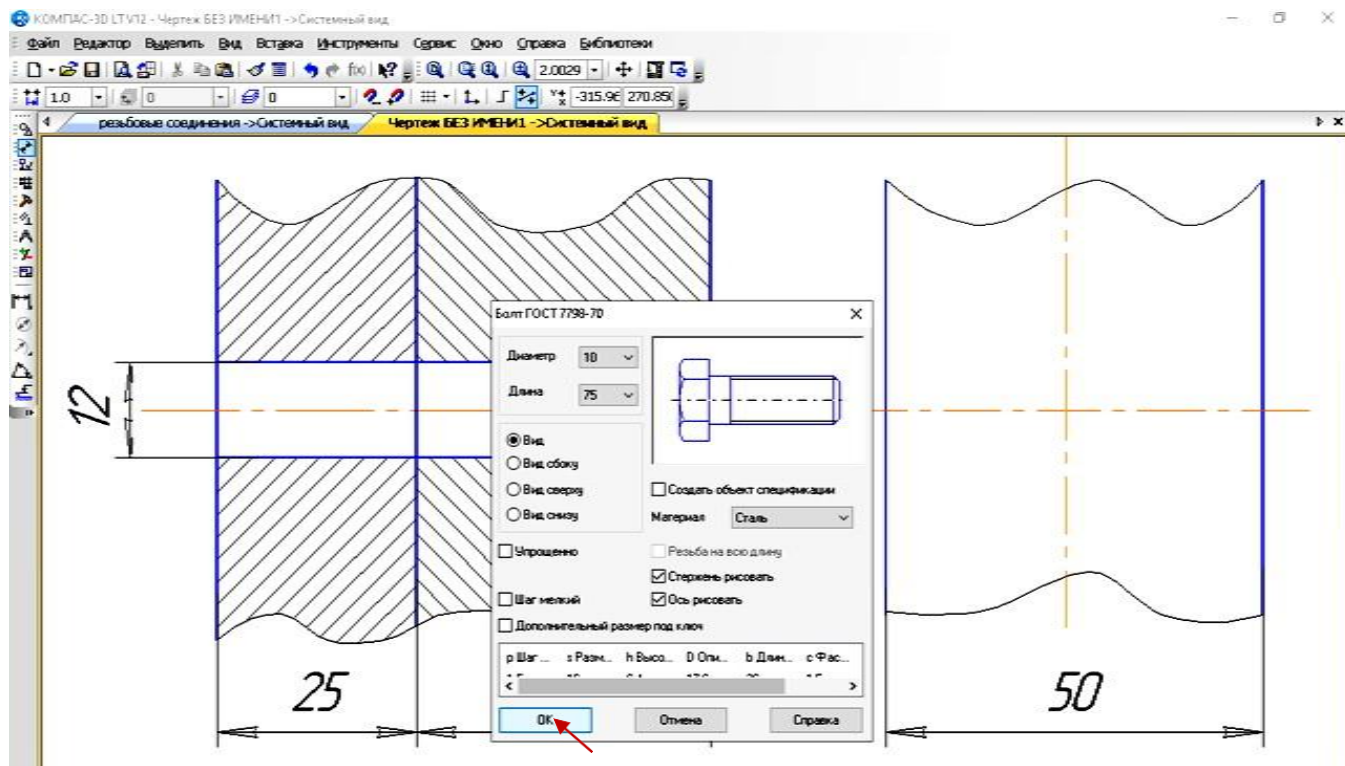 КОМПАС-3D LT V12 - Чертеж БЕЗ ИМЕНИ1 ->Системный вид
Файл Редактор Выделить Вид Вставка Инструменты Сервис Окно Справка Библиотеки
2.0029
1.0 0 0 -315.9 270.85
резьбовые соединения ->Системный вид Чертеж БЕЗ ИМЕНИ1 ->Системный вид
Болт ГОСТ 7798-70
Диаметр 10
Длина 75
12
Вид
Вид сбоку
Вид сверху Создать объект спецификации
Вид снизу Материал Сталь
Упрощенно Резьба на всю длину
Стержень рисовать
Шаг мелкий Ось рисовать
Дополнительный размер под ключ
p Шаг ... s Разм... h Высо... D Опи... b Длин... c Фас...
25 50
OK Отмена Справка